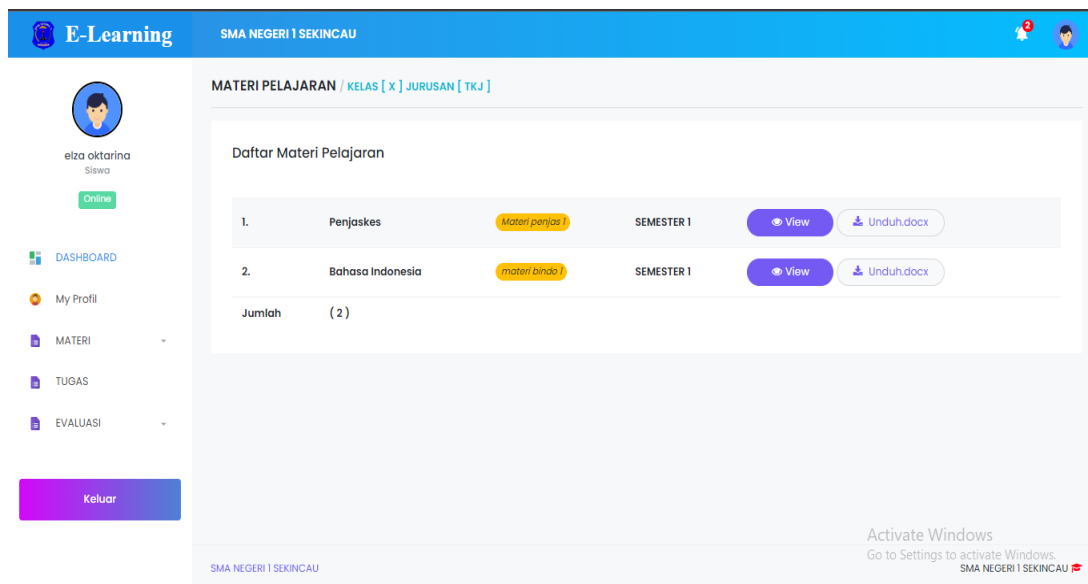 E-Learning
SMA NEGERI 1 SEKINCAU
2
elza oktarina
Siswa
Online
DASHBOARD
My Profil
MATERI
TUGAS
EVALUASI
Keluar
MATERI PELAJARAN / KELAS [ X ] JURUSAN [ TKJ ]
Daftar Materi Pelajaran
1. Penjaskes Materi penjas 1 SEMESTER 1 View Unduh.docx
2. Bahasa Indonesia materi bindo 1 SEMESTER 1 View Unduh.docx
Jumlah ( 2 )
Activate Windows
Go to Settings to activate Windows.
SMA NEGERI 1 SEKINCAU
SMA NEGERI 1 SEKINCAU